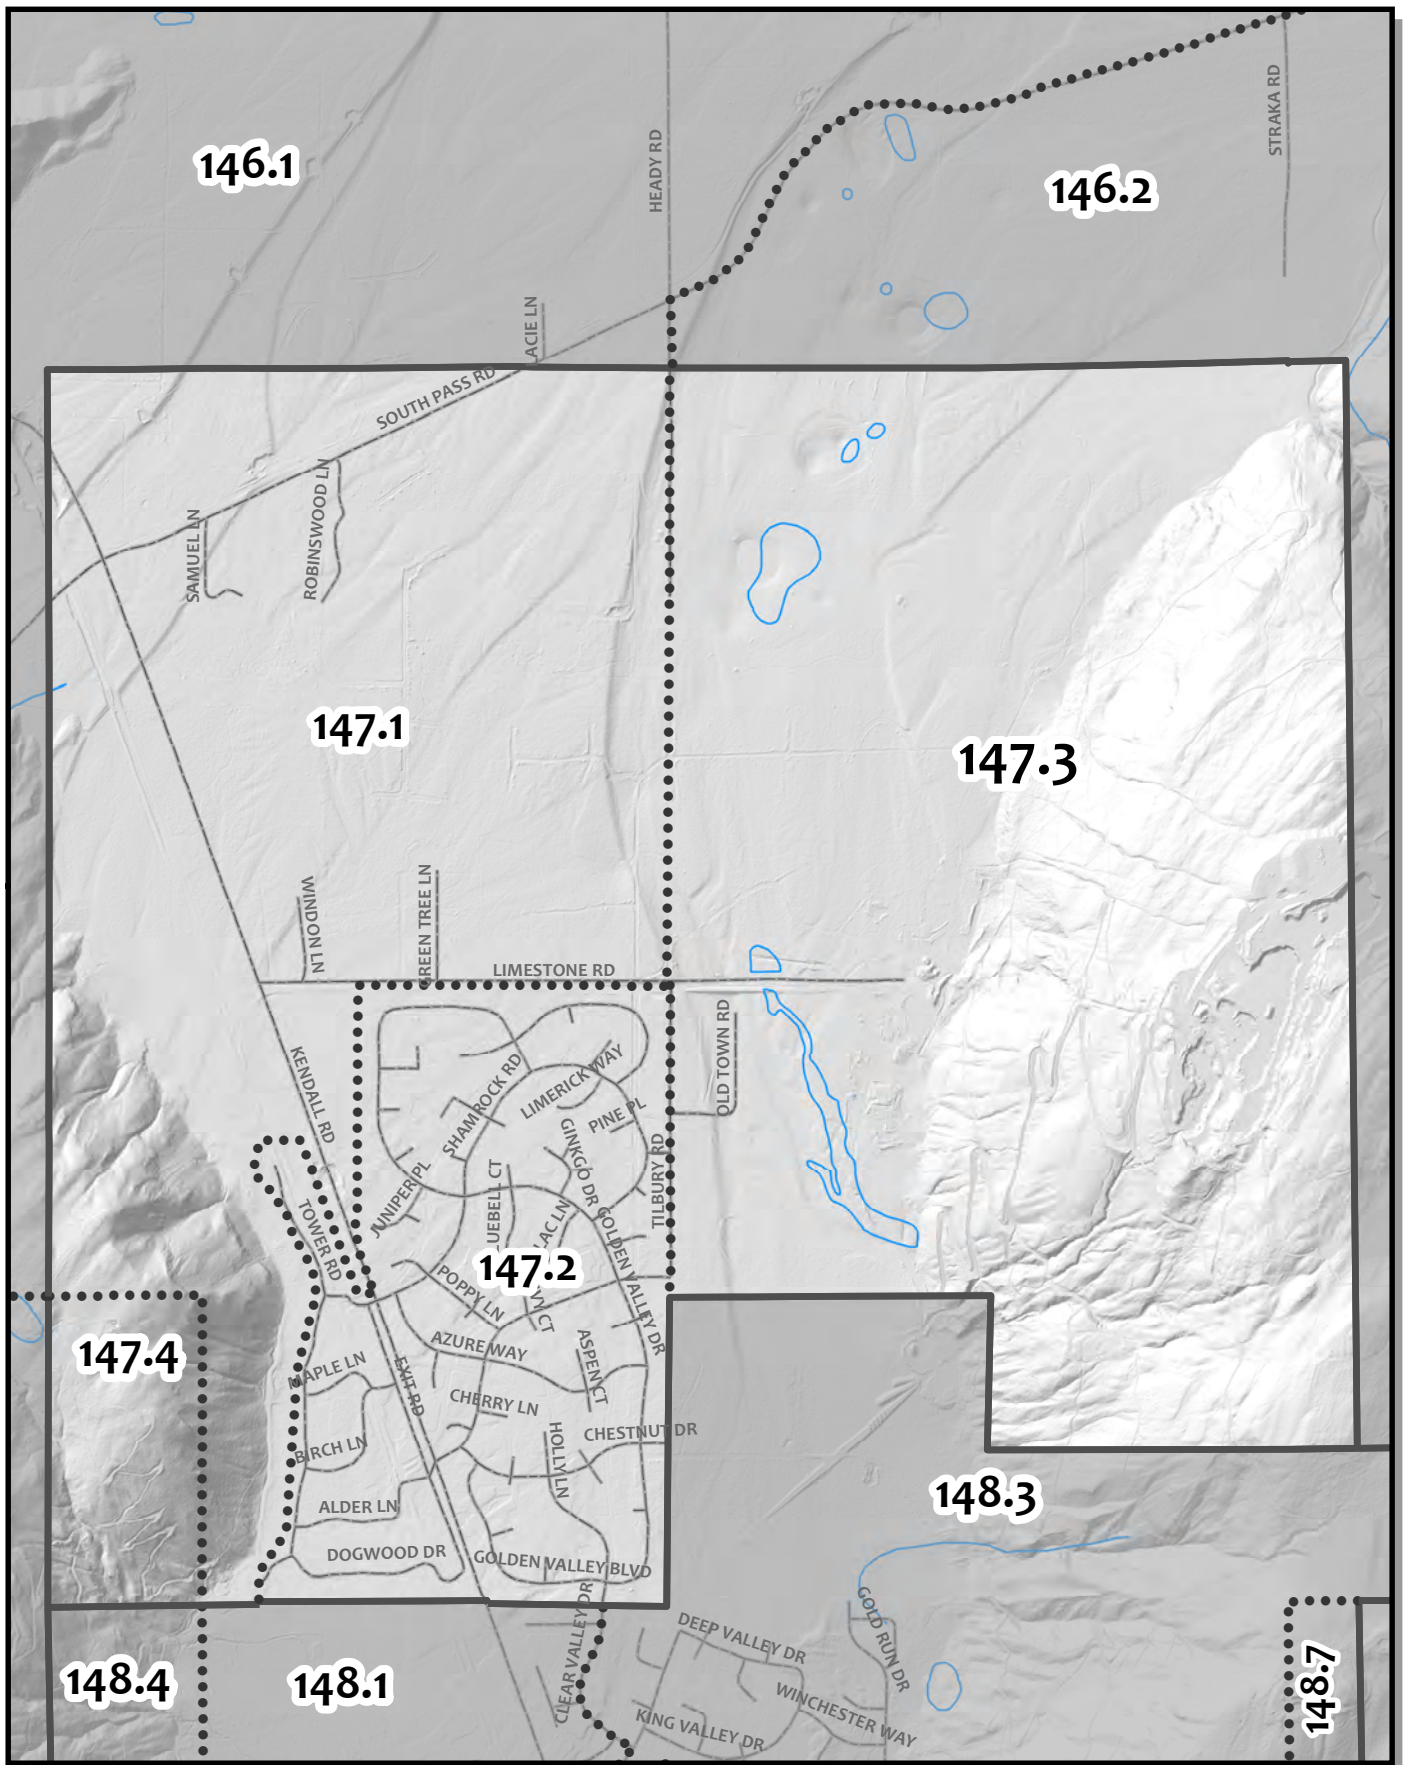 STRAKA RD
HEADY RD
146.1
146.2
ACIE LN
SOUTH PASS RD
ROBINSWOOD LN
SAMUEL LN
147.1
147.3
GREEN TREE LN
WINDON LN
LIMESTONE RD
OLD TOWN RD
KENDALL RD
SHAMROCK RD
LIMERICK WAY
PINE PL
GINKGO DR
TILBURY RD
JUNIPER PL
UEBELL CT
LAC LN
TOWER RD
GOLDEN VALLEY DR
147.2
POPPY LN
VY CT
147.4
AZURE WAY
ASPEN CT
MAPLE LN
EXIT RD
CHERRY LN
CHESTNUT DR
HOLLY LN
BIRCH LN
148.3
ALDER LN
DOGWOOD DR
GOLDEN VALLEY BLVD
CLEAR VALLEY DR
GOLD RUN DR
DEEP VALLEY DR
148.4
148.1
148.7
WINCHESTER WAY
KING VALLEY DR